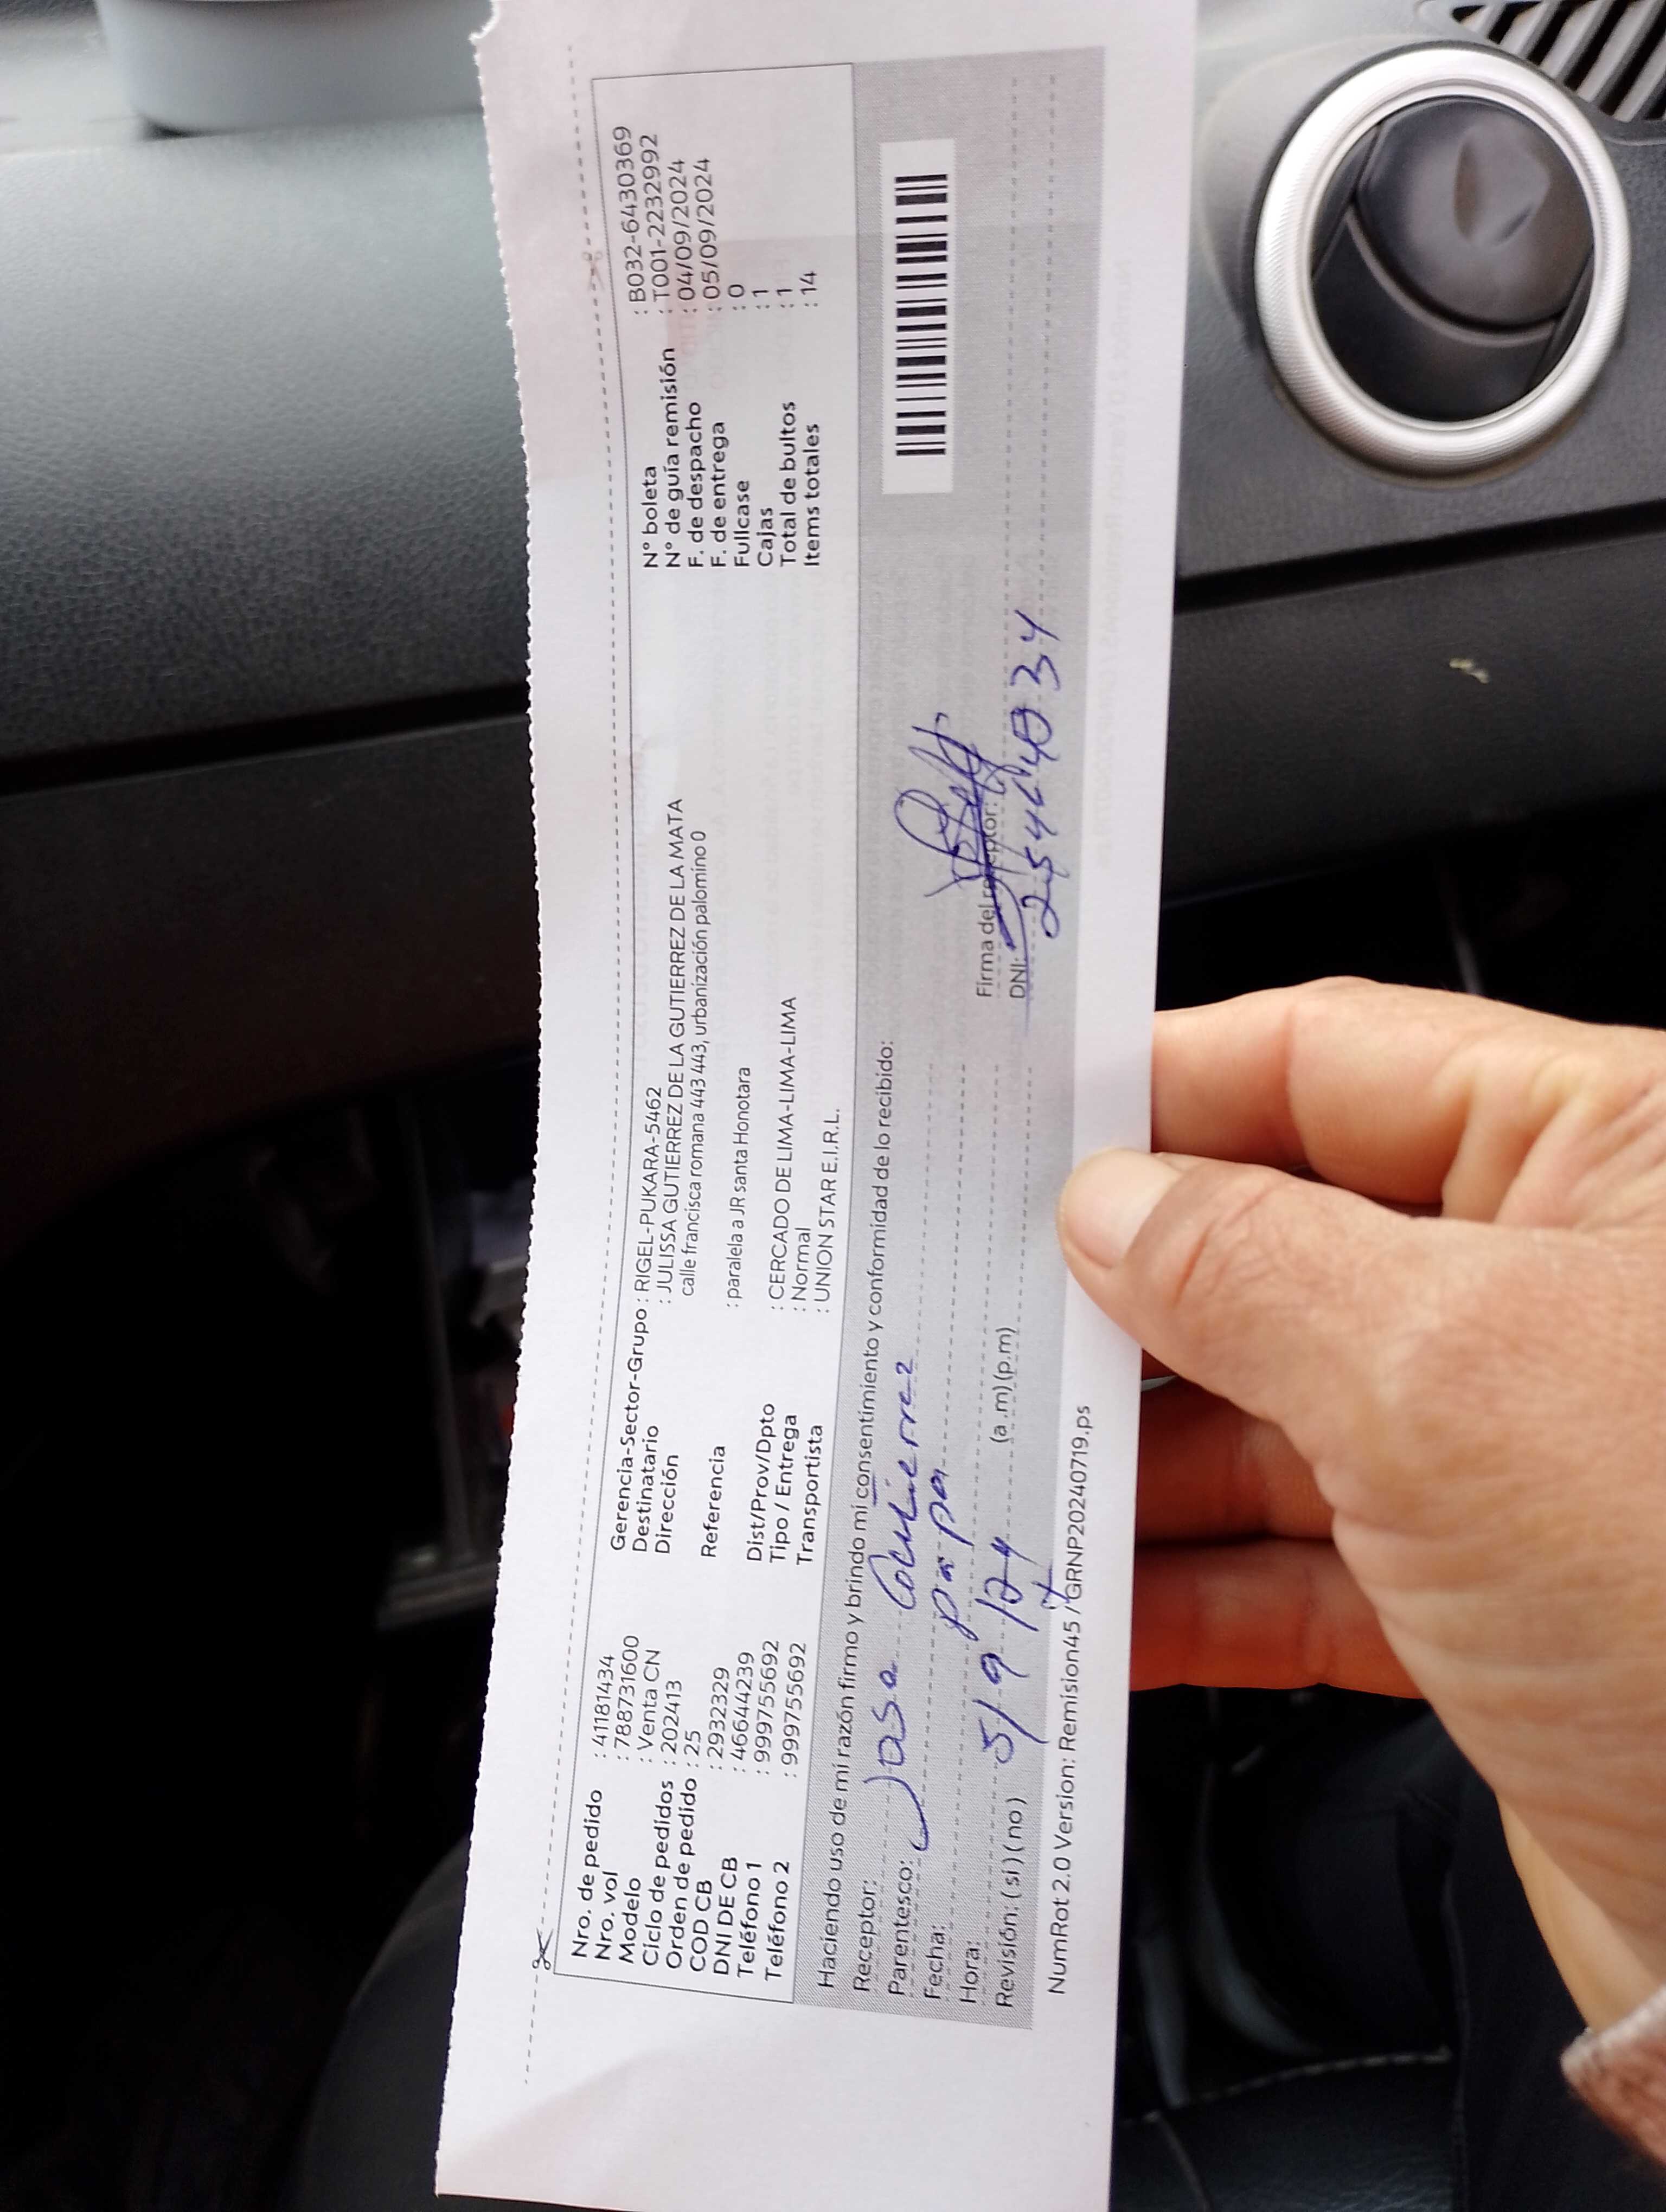 Nro. de pedido : 41181434
Nro. vol : 788731600
Modelo : Venta CN
Ciclo de pedidos : 202413
Orden de pedido : 25
COD CB : 2932329
DNI DE CB : 46644239
Teléfono 1 : 999755692
Teléfono 2 : 999755692
Gerencia-Sector-Grupo : RIGEL-PUKARA-5462
Destinatario : JULISSA GUTIERREZ DE LA GUTIERREZ DE LA MATA
Dirección calle francisca romana 443 443, urbanización palomino 0
Referencia : paralela a JR santa Honotara
Dist/Prov/Dpto : CERCADO DE LIMA-LIMA-LIMA
Tipo / Entrega : Normal
Transportista : UNION STAR E.I.R.L.
N° boleta : B032-6430369
N° de guía remisión : T001-2232992
F. de despacho : 04/09/2024
F. de entrega : 05/09/2024
Fullcase : 0
Cajas : 1
Total de bultos : 1
Items totales : 14
Haciendo uso de mi razón firmo y brindo mi consentimiento y conformidad de lo recibido:
Receptor:
Parentesco: papa
Fecha: 5/9/24
Hora: (a.m) (p.m)
Revisión: (si) (no)
Firma del receptor:
DNI:
NumRot 2.0 Version: Remision45 /GRNP20240719.ps